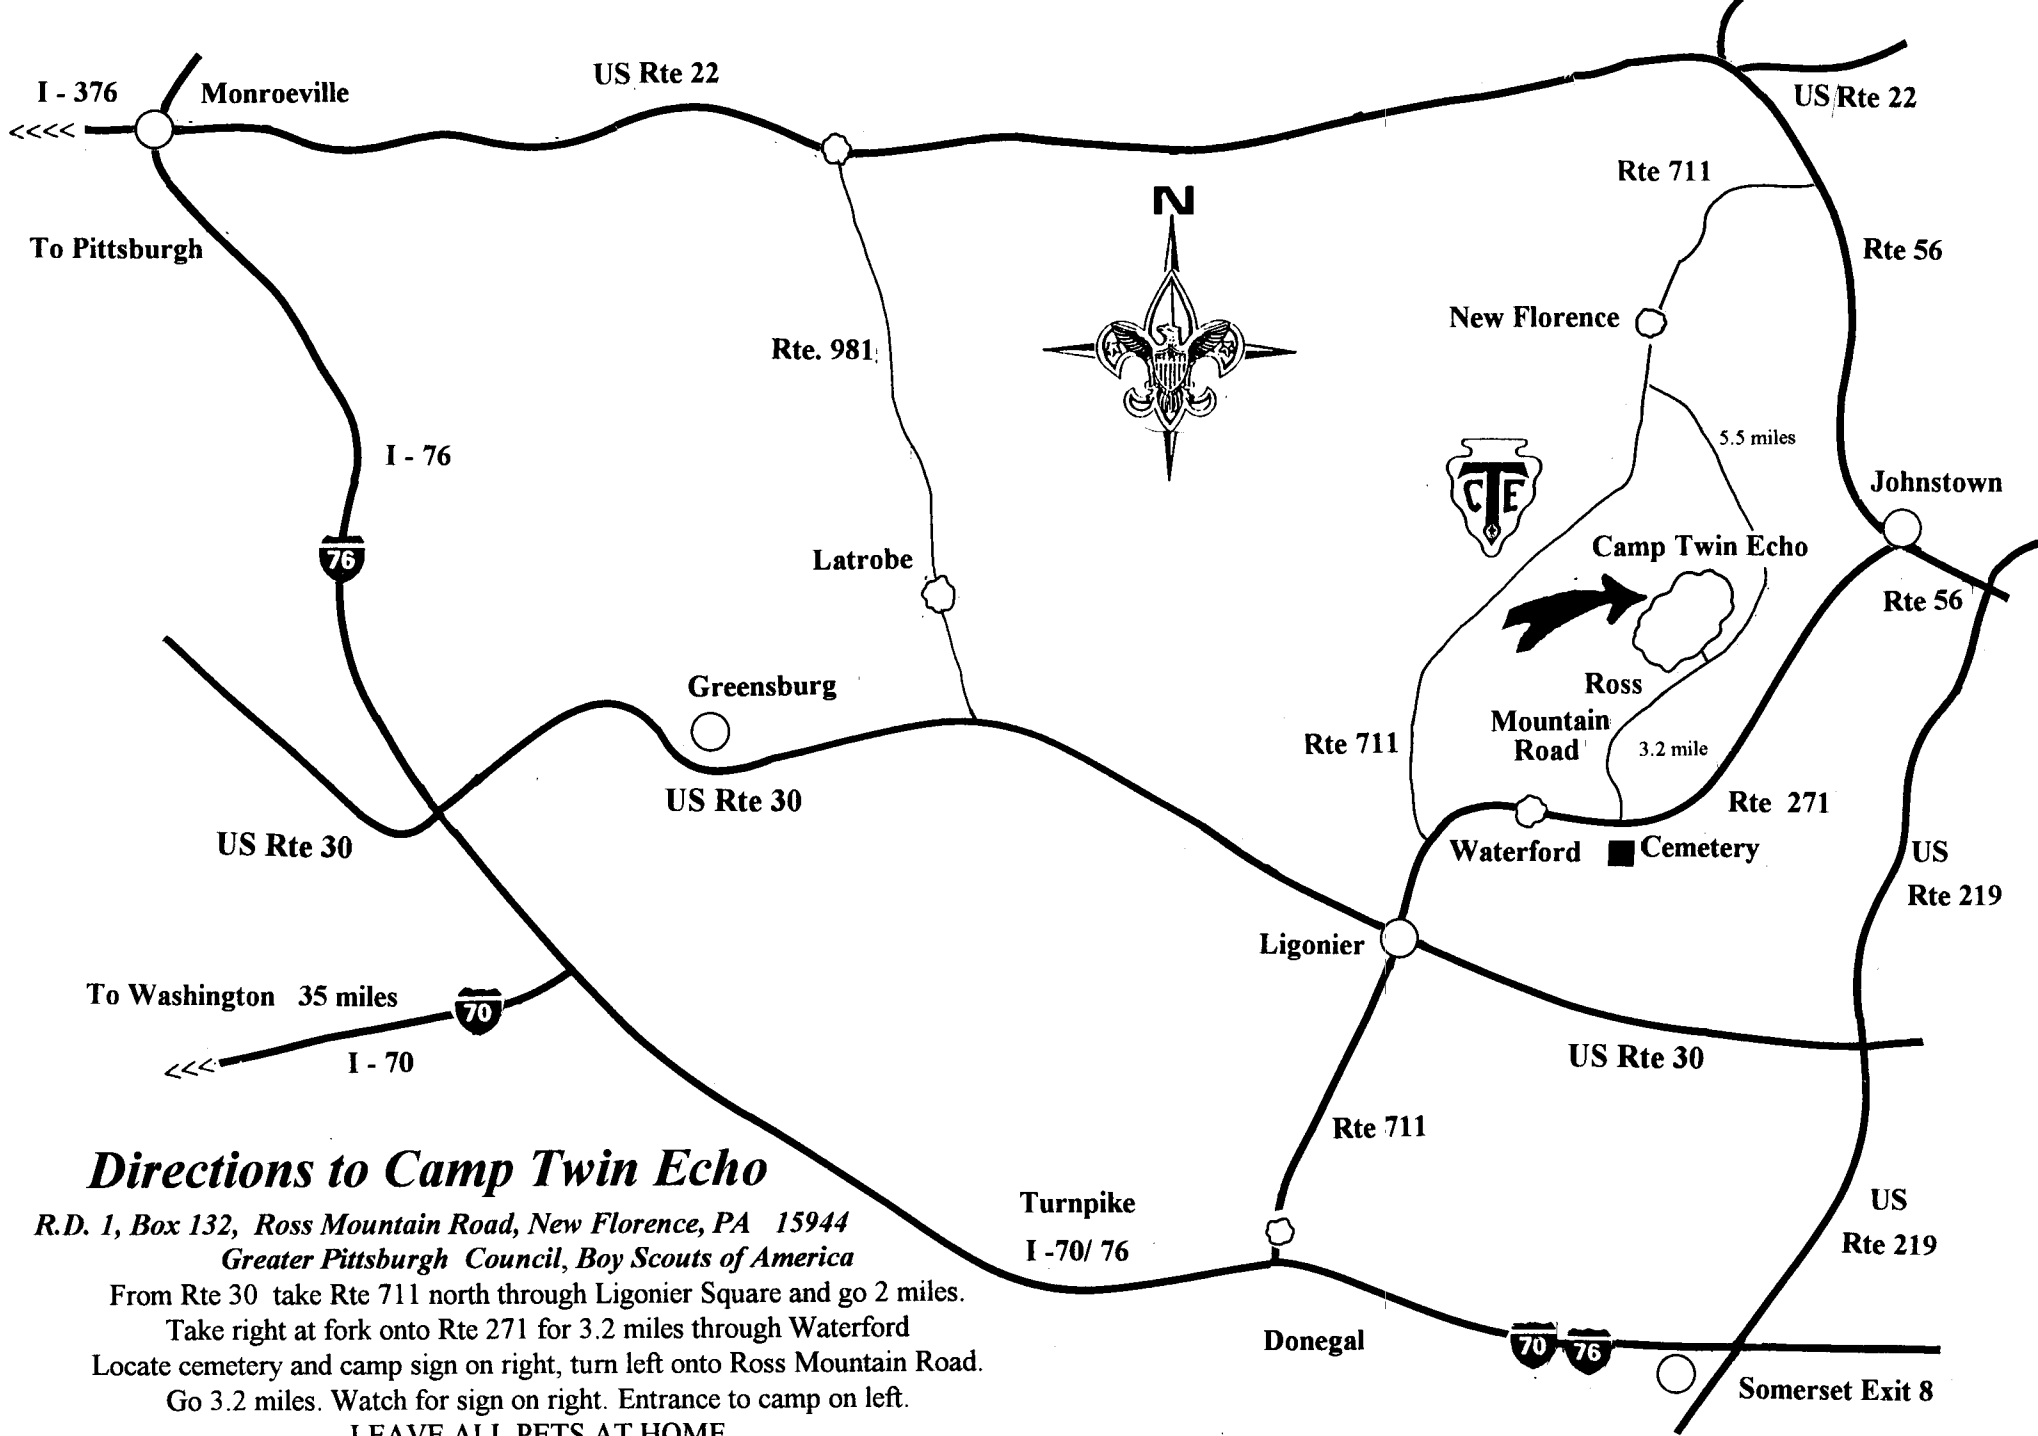 US Rte 22
I - 376
Monroeville
<<<<
US Rte 22
Rte 711
N
To Pittsburgh
Rte 56
New Florence
Rte. 981
5.5 miles
I - 76
Johnstown
CTE
76
Camp Twin Echo
Latrobe
Rte 56
Greensburg
Ross
Mountain
Road
Rte 711
3.2 mile
US Rte 30
Rte 271
US Rte 30
Waterford
Cemetery
US
Rte 219
Ligonier
To Washington 35 miles
70
I - 70
<<<
US Rte 30
Rte 711
Directions to Camp Twin Echo
R.D. 1, Box 132, Ross Mountain Road, New Florence, PA 15944
Greater Pittsburgh Council, Boy Scouts of America
From Rte 30 take Rte 711 north through Ligonier Square and go 2 miles.
Take right at fork onto Rte 271 for 3.2 miles through Waterford
Locate cemetery and camp sign on right, turn left onto Ross Mountain Road.
Go 3.2 miles. Watch for sign on right. Entrance to camp on left.
LEAVE ALL PETS AT HOME
Turnpike
I -70/ 76
US
Rte 219
Donegal
70
76
Somerset Exit 8